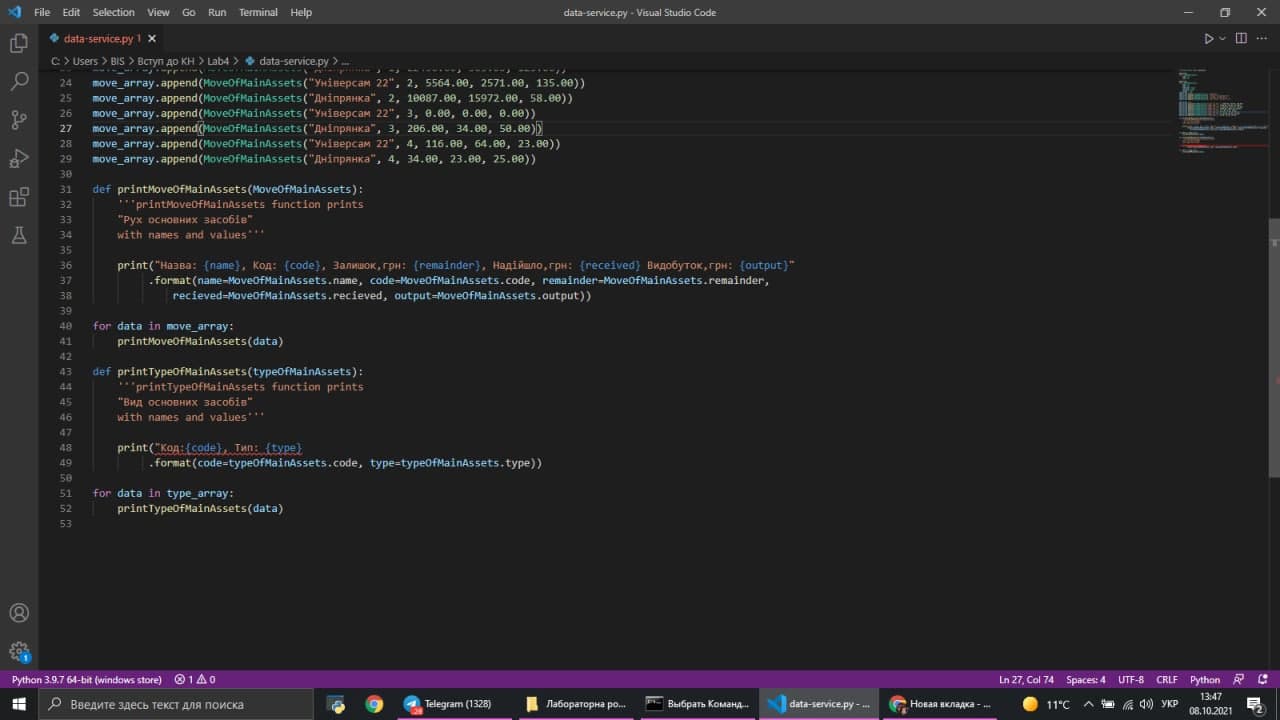 File Edit Selection View Go Run Terminal Help
data-service.py - Visual Studio Code
data-service.py 1
C: > Users > BIS > Вступ до КН > Lab4 > data-service.py > ...
24 move_array.append(MoveOfMainAssets("Універсам 22", 2, 5564.00, 2571.00, 135.00))
25 move_array.append(MoveOfMainAssets("Дніпрянка", 2, 10087.00, 15972.00, 58.00))
26 move_array.append(MoveOfMainAssets("Універсам 22", 3, 0.00, 0.00, 0.00))
27 move_array.append(MoveOfMainAssets("Дніпрянка", 3, 206.00, 34.00, 50.00))
28 move_array.append(MoveOfMainAssets("Універсам 22", 4, 116.00, 64.00, 23.00))
29 move_array.append(MoveOfMainAssets("Дніпрянка", 4, 34.00, 23.00, 25.00))
30
31 def printMoveOfMainAssets(MoveOfMainAssets):
32 '''printMoveOfMainAssets function prints
33 "Рух основних засобів"
34 with names and values'''
35
36 print("Назва: {name}, Код: {code}, Залишок,грн: {remainder}, Надійшло,грн: {received} Видобуток,грн: {output}"
37 .format(name=MoveOfMainAssets.name, code=MoveOfMainAssets.code, remainder=MoveOfMainAssets.remainder,
38 recieved=MoveOfMainAssets.recieved, output=MoveOfMainAssets.output))
39
40 for data in move_array:
41 printMoveOfMainAssets(data)
42
43 def printTypeOfMainAssets(typeOfMainAssets):
44 '''printTypeOfMainAssets function prints
45 "Вид основних засобів"
46 with names and values'''
47
48 print("Код:{code}, Тип: {type}
49 .format(code=typeOfMainAssets.code, type=typeOfMainAssets.type))
50
51 for data in type_array:
52 printTypeOfMainAssets(data)
53
1
Python 3.9.7 64-bit (windows store) 1 0
Ln 27, Col 74 Spaces: 4 UTF-8 CRLF Python
Введите здесь текст для поиска
Telegram (1328)
Лабораторна ро...
Выбрать Команд...
data-service.py - ...
Новая вкладка - ...
11°C
УКР
13:47
08.10.2021
2